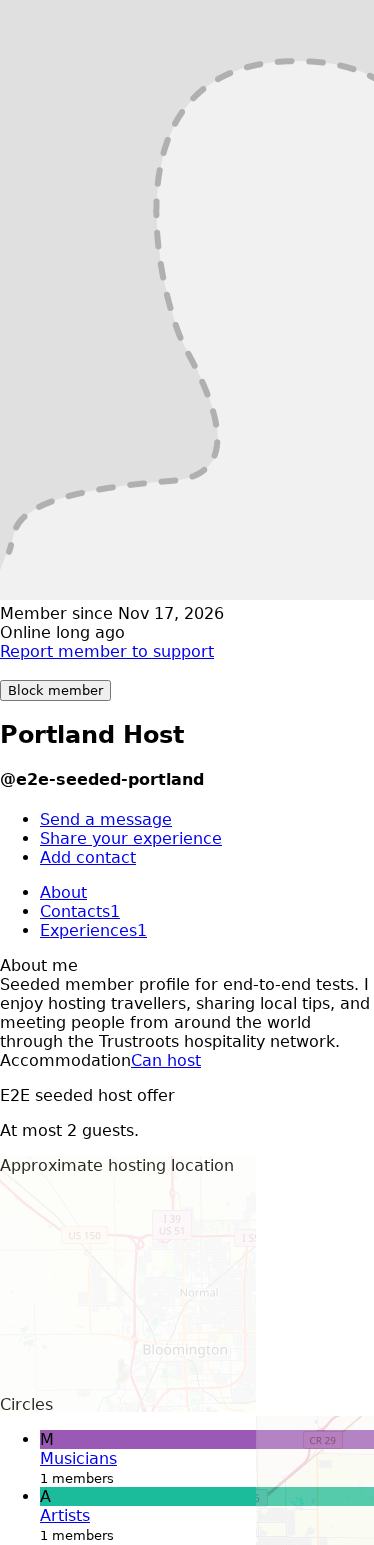 Member since Nov 17, 2026
Online long ago
Report member to support
Block member
Portland Host
@e2e-seeded-portland
Send a message
Share your experience
Add contact
About
Contacts1
Experiences1
About me
Seeded member profile for end-to-end tests. I
enjoy hosting travellers, sharing local tips, and
meeting people from around the world
through the Trustroots hospitality network.
AccommodationCan host
E2E seeded host offer
At most 2 guests.
Approximate hosting location
I 39
US 51
US 150
Normal
Bloomington
Circles
M
CR 29
Musicians
1 members
A
Artists
1 members